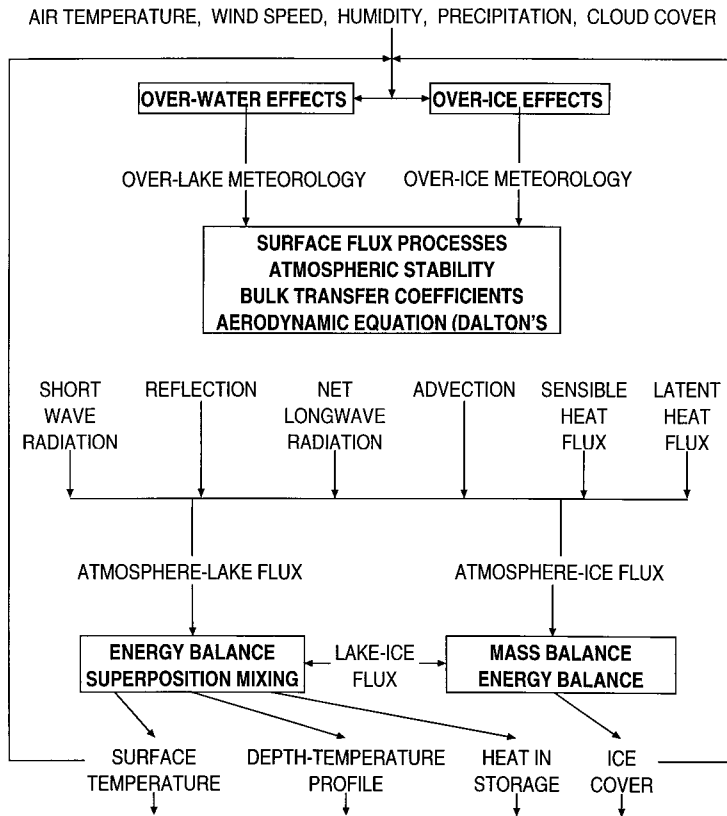 AIR TEMPERATURE, WIND SPEED, HUMIDITY, PRECIPITATION, CLOUD COVER
OVER-WATER EFFECTS
OVER-ICE EFFECTS
OVER-LAKE METEOROLOGY
OVER-ICE METEOROLOGY
SURFACE FLUX PROCESSES
ATMOSPHERIC STABILITY
BULK TRANSFER COEFFICIENTS
AERODYNAMIC EQUATION (DALTON'S
SHORT
WAVE
RADIATION
REFLECTION
NET
LONGWAVE
RADIATION
ADVECTION
SENSIBLE
HEAT
FLUX
LATENT
HEAT
FLUX
ATMOSPHERE-LAKE FLUX
ATMOSPHERE-ICE FLUX
ENERGY BALANCE
SUPERPOSITION MIXING
LAKE-ICE
FLUX
MASS BALANCE
ENERGY BALANCE
SURFACE
TEMPERATURE
DEPTH-TEMPERATURE
PROFILE
HEAT IN
STORAGE
ICE
COVER